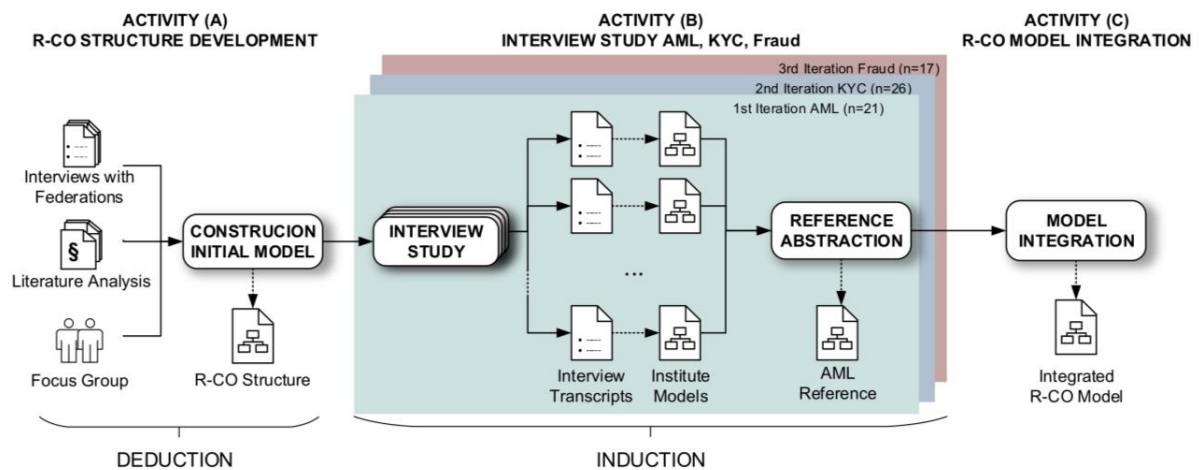 ACTIVITY (A)
R-CO STRUCTURE DEVELOPMENT
ACTIVITY (B)
INTERVIEW STUDY AML, KYC, Fraud
ACTIVITY (C)
R-CO MODEL INTEGRATION
3rd Iteration Fraud (n=17)
2nd Iteration KYC (n=26)
1st Iteration AML (n=21)
Interviews with
Federations
§
Literature Analysis
Focus Group
CONSTRUCION
INITIAL MODEL
R-CO Structure
INTERVIEW
STUDY
...
Interview
Transcripts
Institute
Models
REFERENCE
ABSTRACTION
AML
Reference
MODEL
INTEGRATION
Integrated
R-CO Model
DEDUCTION
INDUCTION